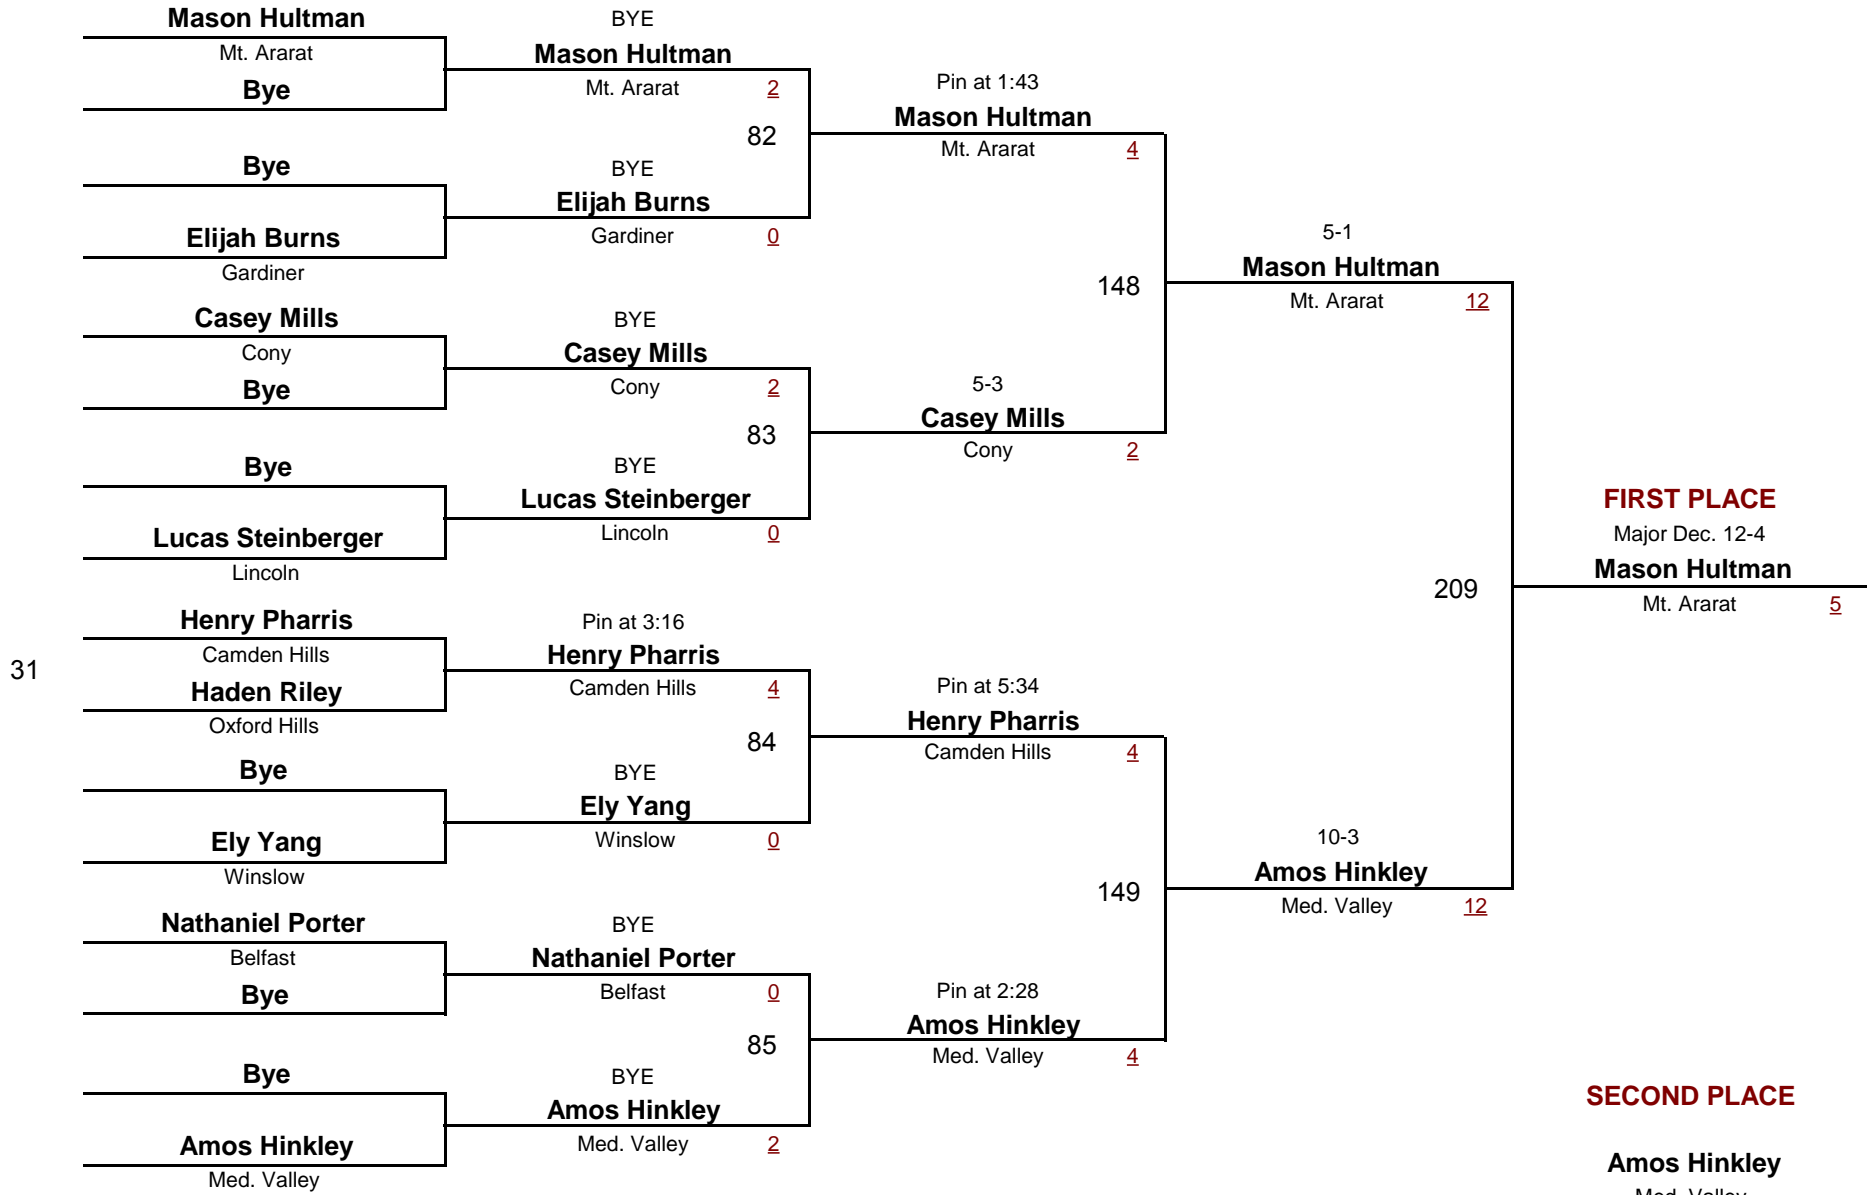 Mason Hultman
Mt. Ararat
Bye
Bye
Elijah Burns
Gardiner
Casey Mills
Cony
Bye
Bye
Lucas Steinberger
Lincoln
31
Henry Pharris
Camden Hills
Haden Riley
Oxford Hills
Bye
Ely Yang
Winslow
Nathaniel Porter
Belfast
Bye
Bye
Amos Hinkley
Med. Valley
BYE
Mason Hultman
Mt. Ararat 2
82
BYE
Elijah Burns
Gardiner 0
BYE
Casey Mills
Cony 2
83
BYE
Lucas Steinberger
Lincoln 0
Pin at 3:16
Henry Pharris
Camden Hills 4
84
BYE
Ely Yang
Winslow 0
BYE
Nathaniel Porter
Belfast 0
85
BYE
Amos Hinkley
Med. Valley 2
Pin at 1:43
Mason Hultman
Mt. Ararat 4
148
5-3
Casey Mills
Cony 2
Pin at 5:34
Henry Pharris
Camden Hills 4
149
Pin at 2:28
Amos Hinkley
Med. Valley 4
5-1
Mason Hultman
Mt. Ararat 12
209
10-3
Amos Hinkley
Med. Valley 12
FIRST PLACE
Major Dec. 12-4
Mason Hultman
Mt. Ararat 5
SECOND PLACE
Amos Hinkley
Med. Valley